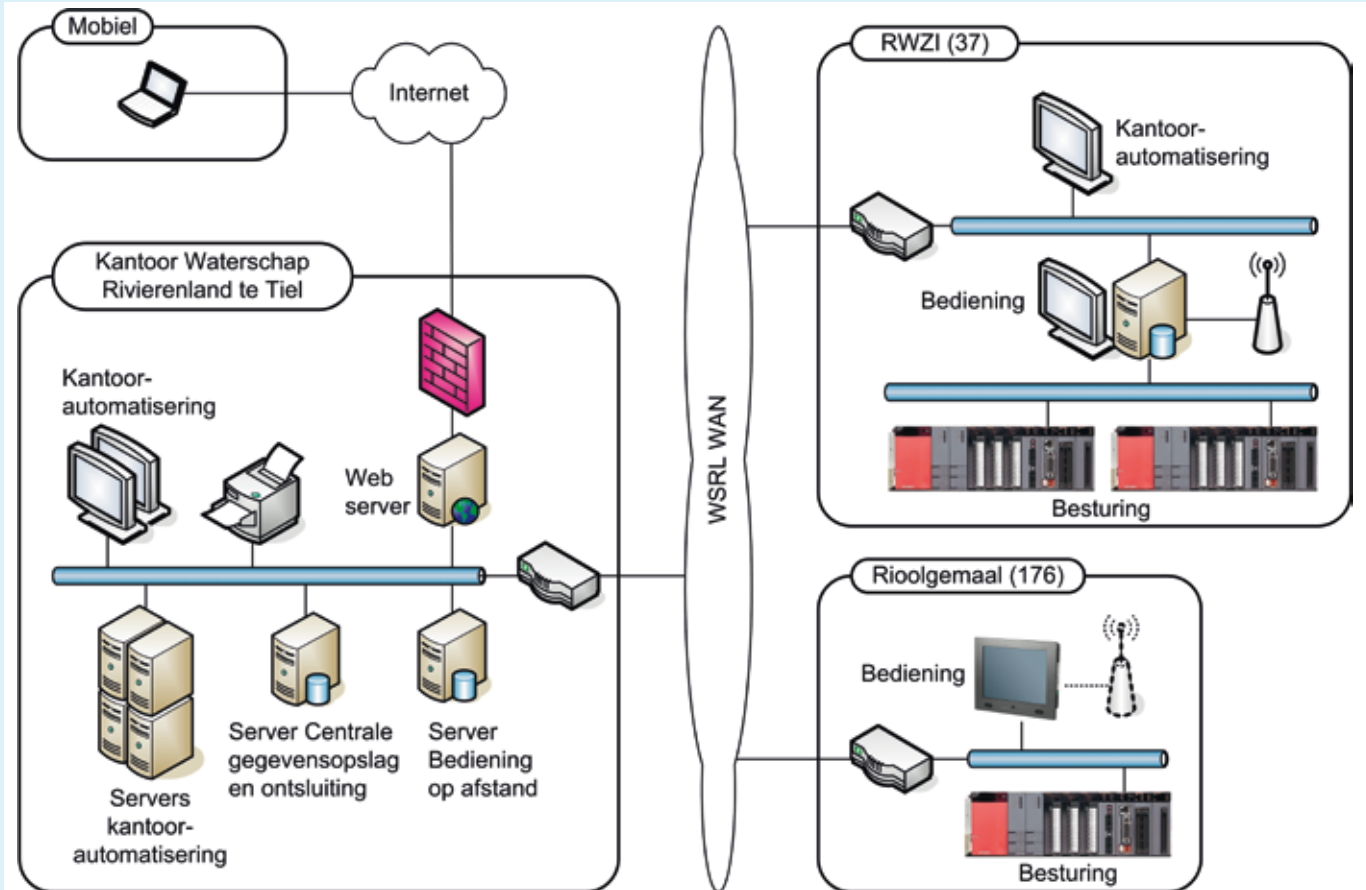 Mobiel
Internet
Kantoor Waterschap
Rivierenland te Tiel
Kantoor-
automatisering
Web
server
Servers
kantoor-
automatisering
Server Centrale
gegevensopslag
en ontsluiting
Server
Bediening
op afstand
WSRL WAN
RWZI (37)
Kantoor-
automatisering
Bediening
Besturing
Rioolgemaal (176)
Bediening
Besturing